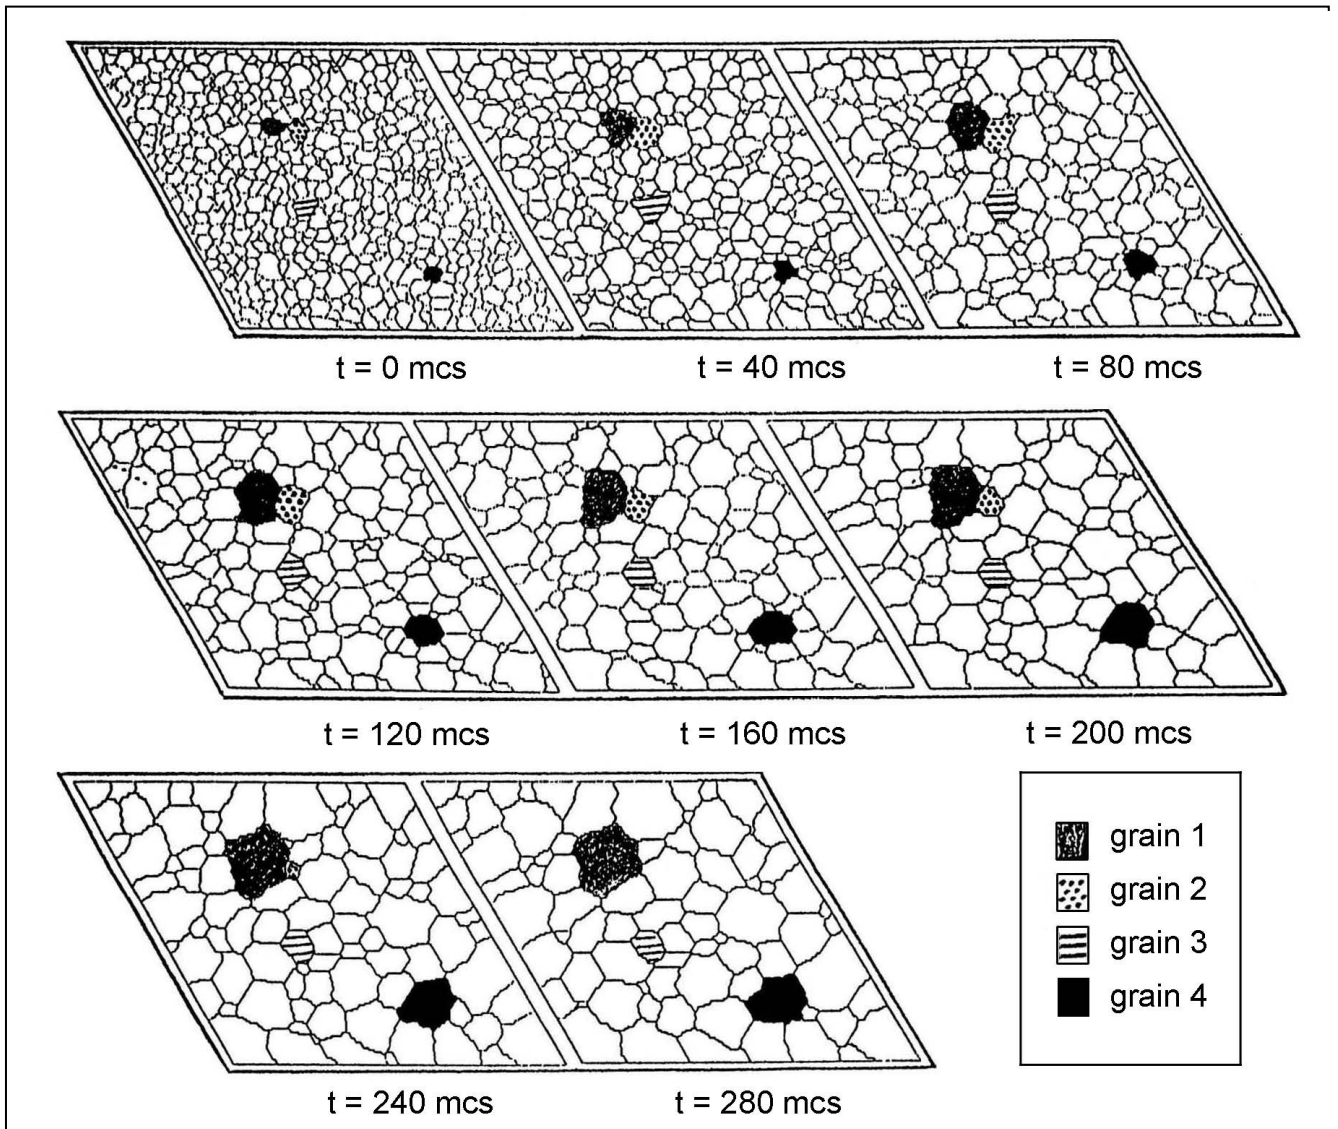 t = 0 mcs
t = 40 mcs
t = 80 mcs
t = 120 mcs
t = 160 mcs
t = 200 mcs
grain 1
grain 2
grain 3
grain 4
t = 240 mcs
t = 280 mcs